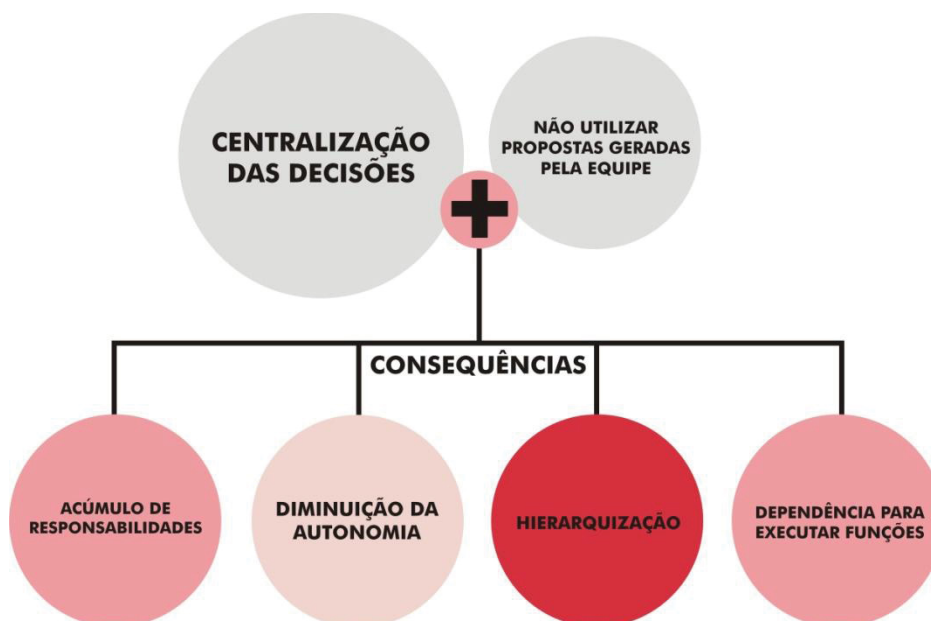 CENTRALIZAÇÃO
DAS DECISÕES
NÃO UTILIZAR
PROPOSTAS GERADAS
PELA EQUIPE
+
CONSEQUÊNCIAS
ACÚMULO DE
RESPONSABILIDADES
DIMINUIÇÃO DA
AUTONOMIA
HIERARQUIZAÇÃO
DEPENDÊNCIA PARA
EXECUTAR FUNÇÕES